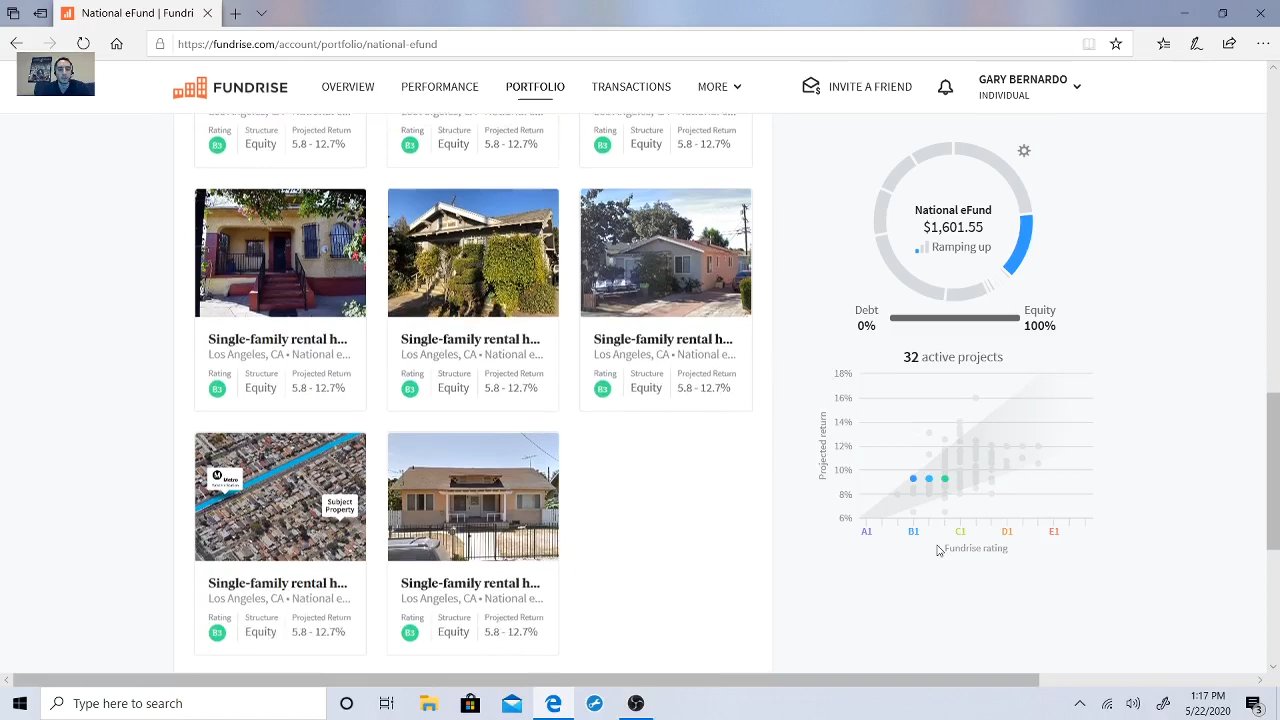 My eREIT Investments | Fundrise
https://fundrise.com/account/portfolio/national-efund
FUNDRISE
OVERVIEW
PERFORMANCE
PORTFOLIO
TRANSACTIONS
MORE
INVITE A FRIEND
GARY BERNARDO
INDIVIDUAL
Rating Structure Projected Return
B3 Equity 5.8 - 12.7%
Rating Structure Projected Return
B3 Equity 5.8 - 12.7%
Rating Structure Projected Return
B3 Equity 5.8 - 12.7%
Single-family rental h...
Los Angeles, CA • National e...
Rating Structure Projected Return
B3 Equity 5.8 - 12.7%
Single-family rental h...
Los Angeles, CA • National e...
Rating Structure Projected Return
B3 Equity 5.8 - 12.7%
Single-family rental h...
Los Angeles, CA • National e...
Rating Structure Projected Return
B3 Equity 5.8 - 12.7%
Metro
Subject
Property
Single-family rental h...
Los Angeles, CA • National e...
Rating Structure Projected Return
B3 Equity 5.8 - 12.7%
Single-family rental h...
Los Angeles, CA • National e...
Rating Structure Projected Return
B3 Equity 5.8 - 12.7%
National eFund
$1,601.55
Ramping up
Debt
0%
Equity
100%
32 active projects
Projected return
18%
16%
14%
12%
10%
8%
6%
A1 B1 C1 D1 E1
Fundrise rating
Type here to search
1:17 PM
5/22/2020
3